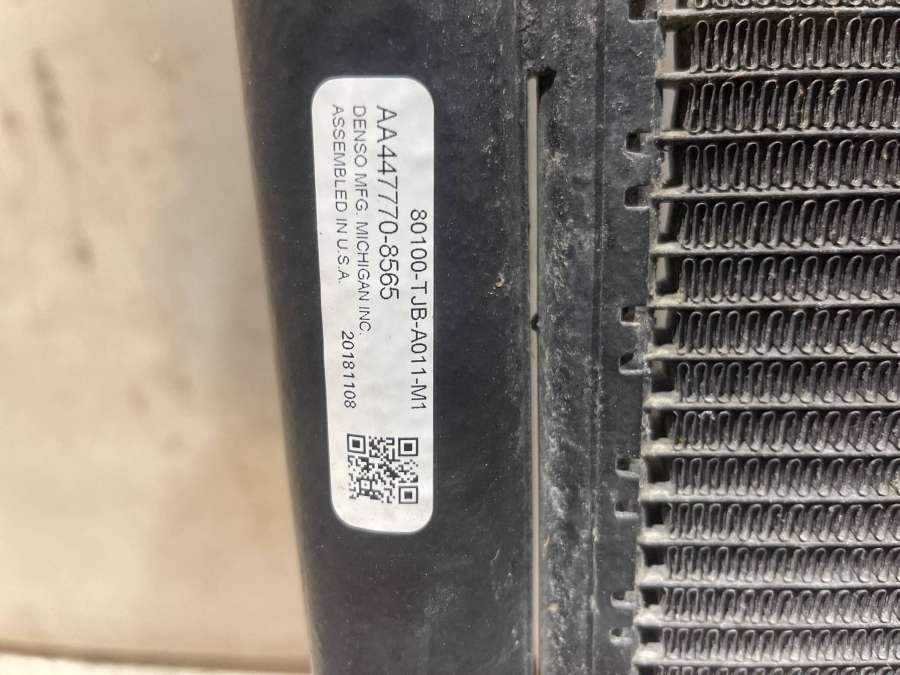 80100-TJB-A011-M1
AA447770-8565
DENSO MFG. MICHIGAN INC.
ASSEMBLED IN U.S.A. 20181108